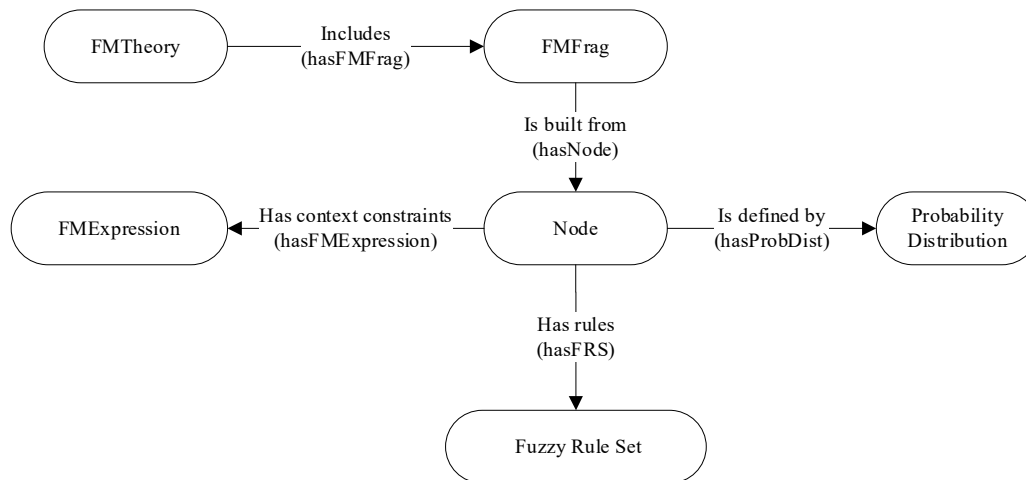 FMTheory
Includes
(hasFMFrag)
FMFrag
Is built from
(hasNode)
FMExpression
Has context constraints
(hasFMExpression)
Node
Is defined by
(hasProbDist)
Probability
Distribution
Has rules
(hasFRS)
Fuzzy Rule Set